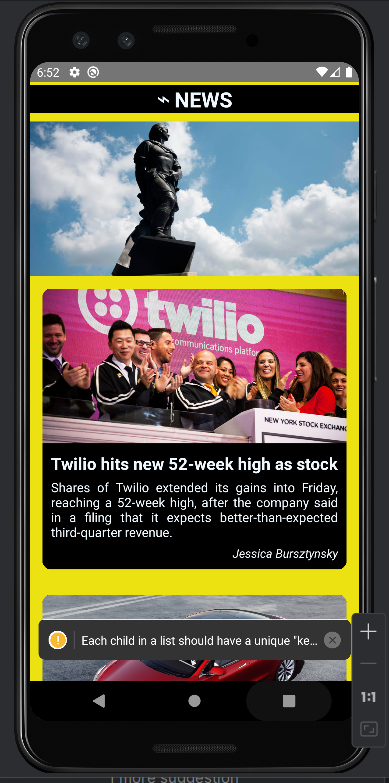 6:52
NEWS
twilio
communications platfor
NEW YORK STOCK EXCHANG
Twilio hits new 52-week high as stock
Shares of Twilio extended its gains into Friday,
reaching a 52-week high, after the company said
in a filing that it expects better-than-expected
third-quarter revenue.
Jessica Bursztynsky
Each child in a list should have a unique "ke...
1:1
1 more suggestion